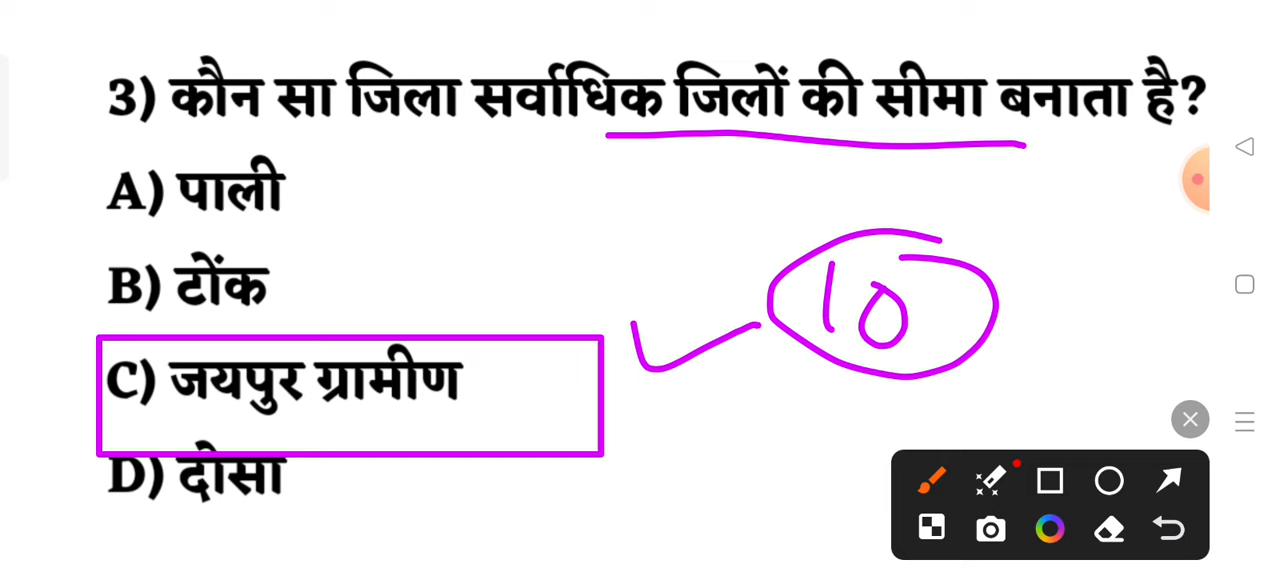 3) कौन सा जिला सर्वाधिक जिलों की सीमा बनाता है?
A) पाली
B) टोंक
10
C) जयपुर ग्रामीण
D) दौसा